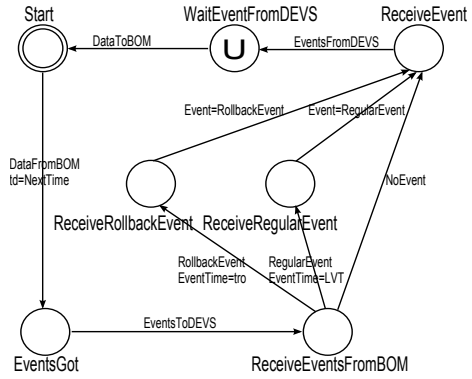 Start
WaitEventFromDEVS
ReceiveEvent
DataToBOM
U
EventsFromDEVS
Event=RollbackEvent
Event=RegularEvent
DataFromBOM
td=NextTime
NoEvent
ReceiveRollbackEvent
ReceiveRegularEvent
RollbackEvent
EventTime=tro
RegularEvent
EventTime=LVT
EventsToDEVS
EventsGot
ReceiveEventsFromBOM